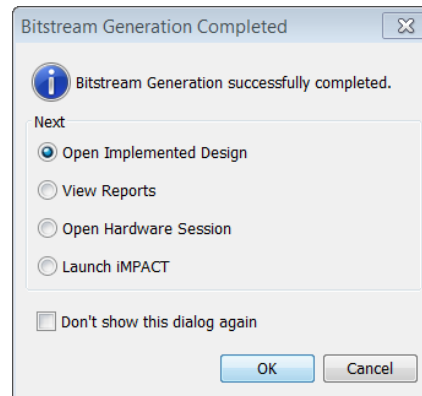 Bitstream Generation Completed
Bitstream Generation successfully completed.
Next
Open Implemented Design
View Reports
Open Hardware Session
Launch iMPACT
Don't show this dialog again
OK Cancel